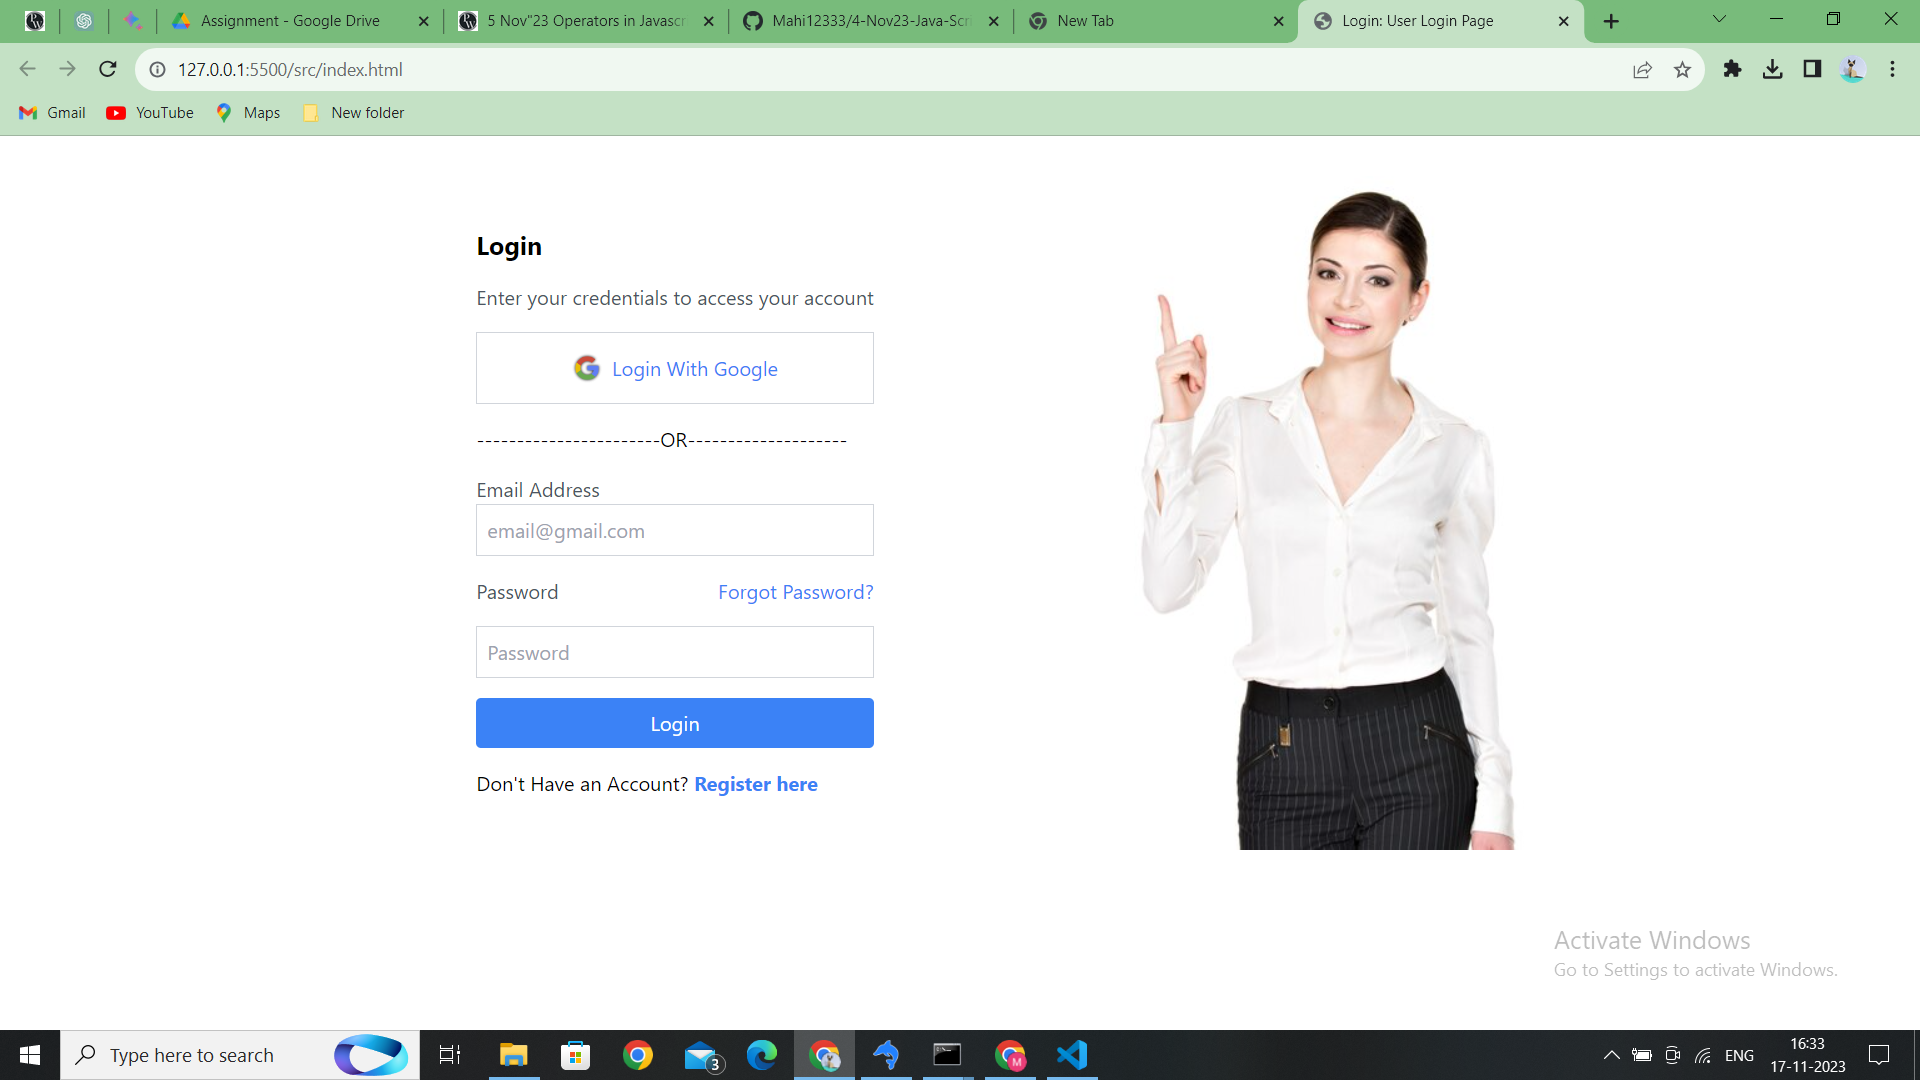 Assignment - Google Drive
5 Nov"23 Operators in Javascr
Mahi12333/4-Nov23-Java-Scri
New Tab
Login: User Login Page
127.0.0.1:5500/src/index.html
Gmail
YouTube
Maps
New folder
Login
Enter your credentials to access your account
Login With Google
-----------------------OR--------------------
Email Address
email@gmail.com
Password
Forgot Password?
Password
Login
Don't Have an Account? Register here
Activate Windows
Go to Settings to activate Windows.
Type here to search
3
M
ENG
16:33
17-11-2023